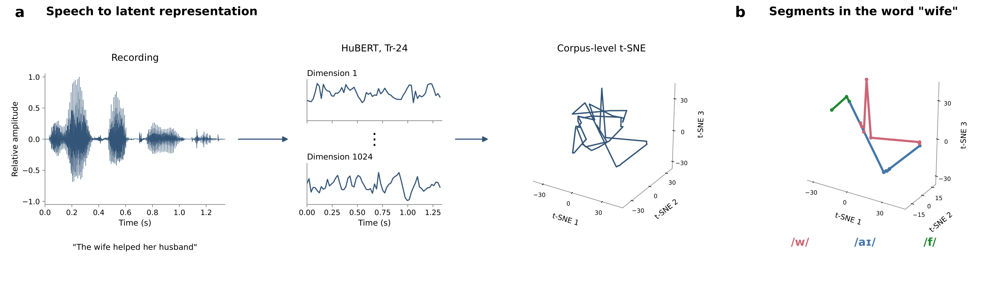 a Speech to latent representation
Recording
Relative amplitude
1.0
0.5
0.0
−0.5
−1.0
0.0 0.2 0.4 0.6 0.8 1.0 1.2
Time (s)
"The wife helped her husband"
HuBERT, Tr-24
Dimension 1
⋮
Dimension 1024
0.00 0.25 0.50 0.75 1.00 1.25
Time (s)
Corpus-level t-SNE
30
0
−30
t-SNE 3
−30
0
30
t-SNE 1
−30
0
30
t-SNE 2
b Segments in the word "wife"
30
0
−30
t-SNE 3
−30
0
30
t-SNE 1
−15
0
15
t-SNE 2
/w/ /aɪ/ /f/